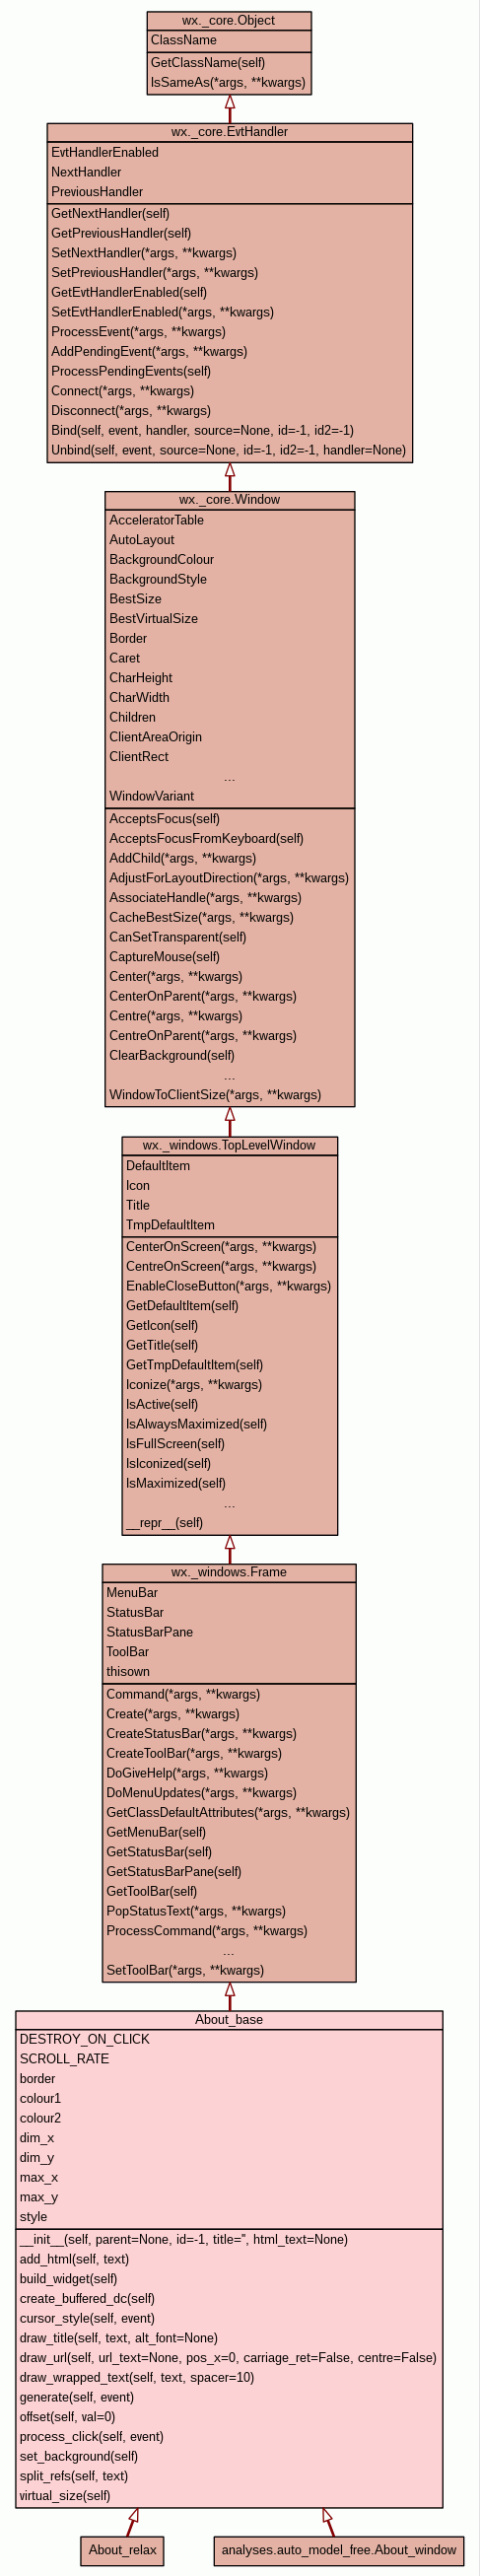 wx._core.Object
ClassName
GetClassName(self)
IsSameAs(*args, **kwargs)
wx._core.EvtHandler
EvtHandlerEnabled
NextHandler
PreviousHandler
GetNextHandler(self)
GetPreviousHandler(self)
SetNextHandler(*args, **kwargs)
SetPreviousHandler(*args, **kwargs)
GetEvtHandlerEnabled(self)
SetEvtHandlerEnabled(*args, **kwargs)
ProcessEvent(*args, **kwargs)
AddPendingEvent(*args, **kwargs)
ProcessPendingEvents(self)
Connect(*args, **kwargs)
Disconnect(*args, **kwargs)
Bind(self, event, handler, source=None, id=-1, id2=-1)
Unbind(self, event, source=None, id=-1, id2=-1, handler=None)
wx._core.Window
AcceleratorTable
AutoLayout
BackgroundColour
BackgroundStyle
BestSize
BestVirtualSize
Border
Caret
CharHeight
CharWidth
Children
ClientAreaOrigin
ClientRect
...
WindowVariant
AcceptsFocus(self)
AcceptsFocusFromKeyboard(self)
AddChild(*args, **kwargs)
AdjustForLayoutDirection(*args, **kwargs)
AssociateHandle(*args, **kwargs)
CacheBestSize(*args, **kwargs)
CanSetTransparent(self)
CaptureMouse(self)
Center(*args, **kwargs)
CenterOnParent(*args, **kwargs)
Centre(*args, **kwargs)
CentreOnParent(*args, **kwargs)
ClearBackground(self)
...
WindowToClientSize(*args, **kwargs)
wx._windows.TopLevelWindow
DefaultItem
Icon
Title
TmpDefaultItem
CenterOnScreen(*args, **kwargs)
CentreOnScreen(*args, **kwargs)
EnableCloseButton(*args, **kwargs)
GetDefaultItem(self)
GetIcon(self)
GetTitle(self)
GetTmpDefaultItem(self)
Iconize(*args, **kwargs)
IsActive(self)
IsAlwaysMaximized(self)
IsFullScreen(self)
IsIconized(self)
IsMaximized(self)
...
__repr__(self)
wx._windows.Frame
MenuBar
StatusBar
StatusBarPane
ToolBar
thisown
Command(*args, **kwargs)
Create(*args, **kwargs)
CreateStatusBar(*args, **kwargs)
CreateToolBar(*args, **kwargs)
DoGiveHelp(*args, **kwargs)
DoMenuUpdates(*args, **kwargs)
GetClassDefaultAttributes(*args, **kwargs)
GetMenuBar(self)
GetStatusBar(self)
GetStatusBarPane(self)
GetToolBar(self)
PopStatusText(*args, **kwargs)
ProcessCommand(*args, **kwargs)
...
SetToolBar(*args, **kwargs)
About_base
DESTROY_ON_CLICK
SCROLL_RATE
border
colour1
colour2
dim_x
dim_y
max_x
max_y
style
__init__(self, parent=None, id=-1, title='', html_text=None)
add_html(self, text)
build_widget(self)
create_buffered_dc(self)
cursor_style(self, event)
draw_title(self, text, alt_font=None)
draw_url(self, url_text=None, pos_x=0, carriage_ret=False, centre=False)
draw_wrapped_text(self, text, spacer=10)
generate(self, event)
offset(self, val=0)
process_click(self, event)
set_background(self)
split_refs(self, text)
virtual_size(self)
About_relax
analyses.auto_model_free.About_window